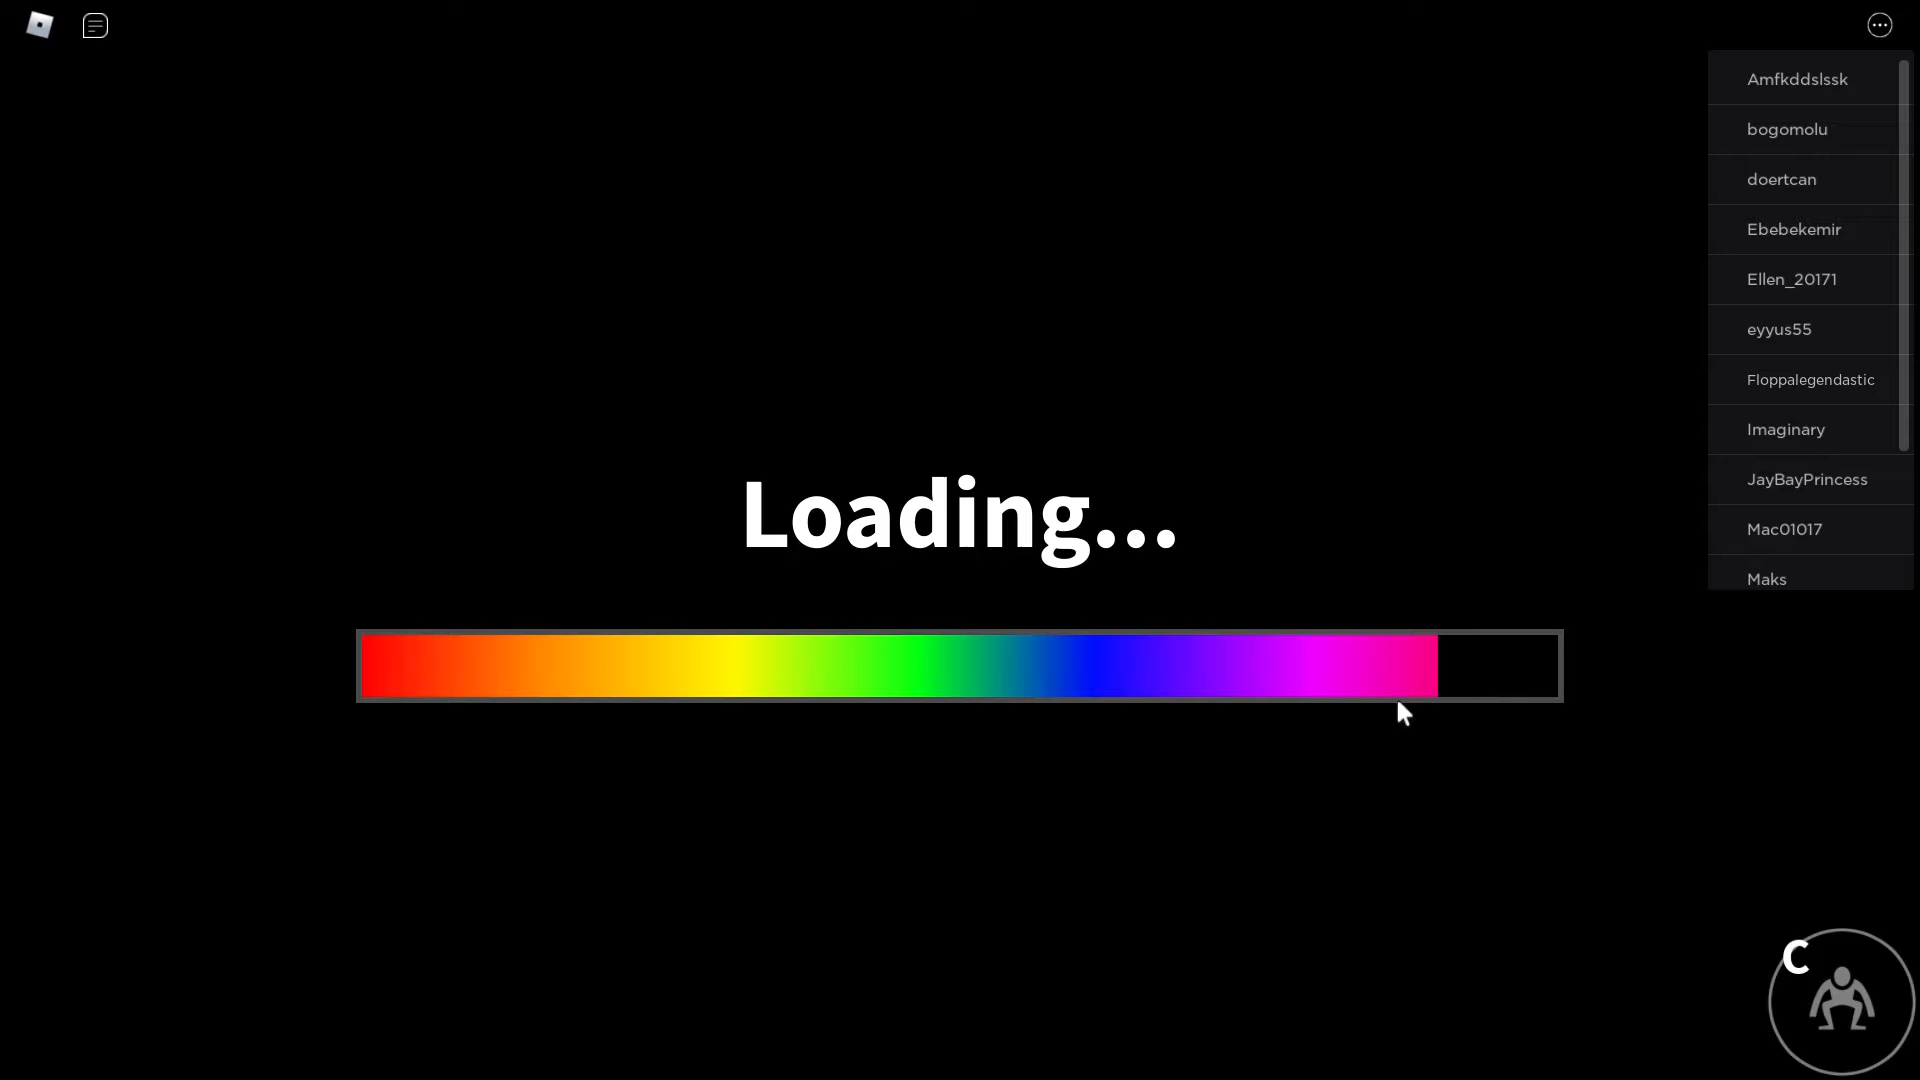 Amfkddslssk
bogomolu
doertcan
Ebebekemir
Ellen_20171
eyyus55
Floppalegendastic
Imaginary
JayBayPrincess
Mac01017
Maks
Loading...
C